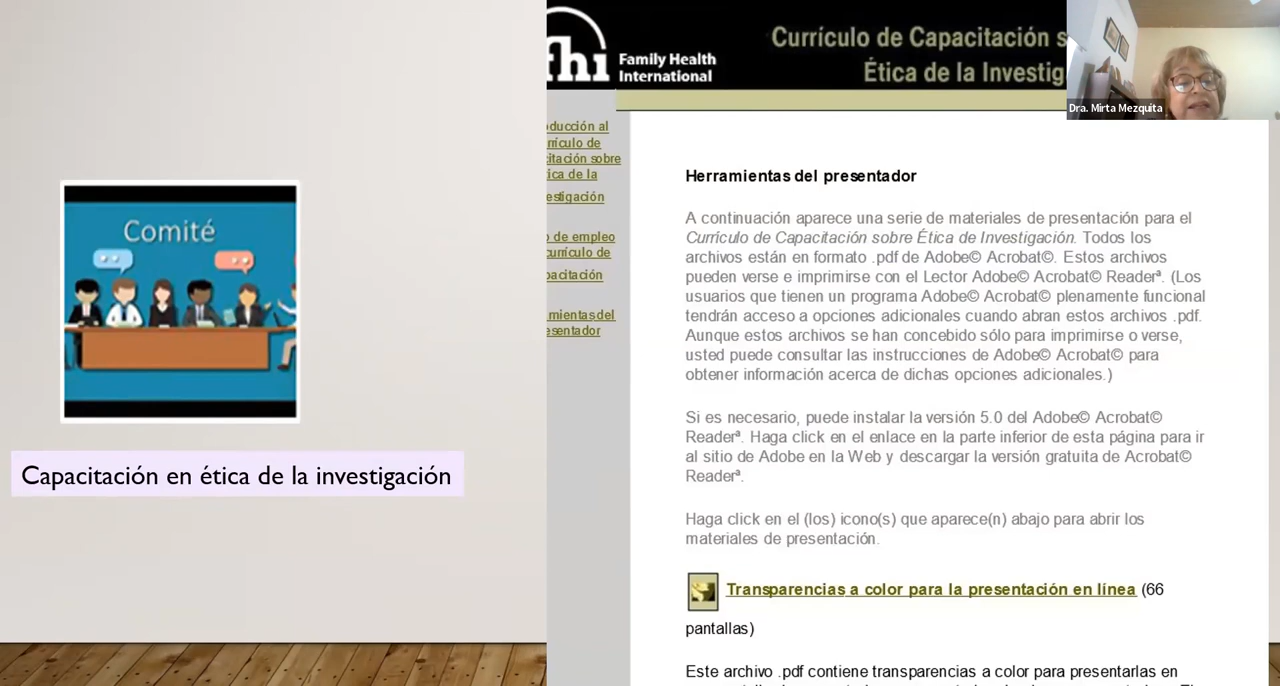 Comité
Capacitación en ética de la investigación
fhi
Family Health
International
Currículo de Capacitación s
Ética de la Investig
Dra. Mirta Mezquita
oducción al
rrículo de
citación sobre
tica de la
estigación
o de empleo
currículo de
pacitación
mientas del
esentador
Herramientas del presentador
A continuación aparece una serie de materiales de presentación para el
Currículo de Capacitación sobre Ética de Investigación. Todos los
archivos están en formato .pdf de Adobe© Acrobat©. Estos archivos
pueden verse e imprimirse con el Lector Adobe© Acrobat© Readerª. (Los
usuarios que tienen un programa Adobe© Acrobat© plenamente funcional
tendrán acceso a opciones adicionales cuando abran estos archivos .pdf.
Aunque estos archivos se han concebido sólo para imprimirse o verse,
usted puede consultar las instrucciones de Adobe© Acrobat© para
obtener información acerca de dichas opciones adicionales.)
Si es necesario, puede instalar la versión 5.0 del Adobe© Acrobat©
Readerª. Haga click en el enlace en la parte inferior de esta página para ir
al sitio de Adobe en la Web y descargar la versión gratuita de Acrobat©
Readerª.
Haga click en el (los) icono(s) que aparece(n) abajo para abrir los
materiales de presentación.
Transparencias a color para la presentación en línea (66
pantallas)
Este archivo .pdf contiene transparencias a color para presentarlas en